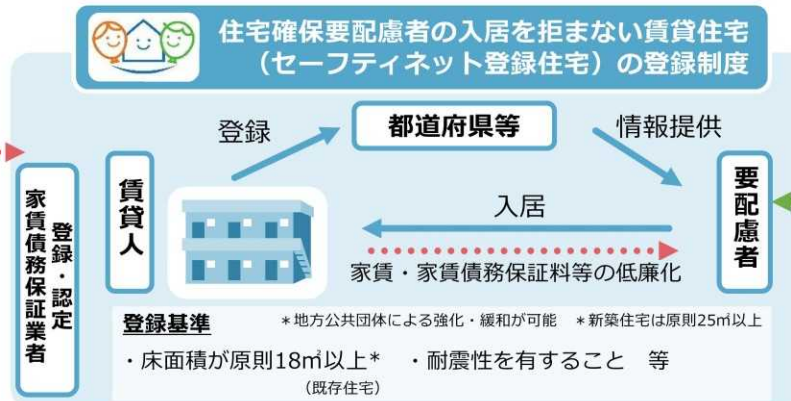 住宅確保要配慮者の入居を拒まない賃貸住宅
（セーフティネット登録住宅）の登録制度
登録
都道府県等
情報提供
登録・認定
家賃債務保証業者
賃貸人
入居
要配慮者
家賃・家賃債務保証料等の低廉化
登録基準 ＊地方公共団体による強化・緩和が可能 ＊新築住宅は原則25㎡以上
・床面積が原則18㎡以上* ・耐震性を有すること 等
（既存住宅）